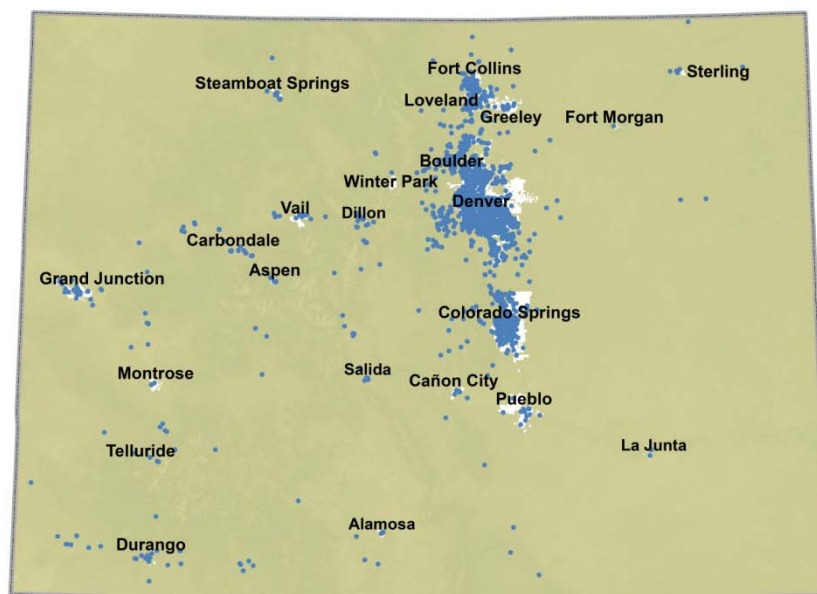 Fort Collins
Sterling
Steamboat Springs
Loveland
Greeley
Fort Morgan
Boulder
Winter Park
Vail
Dillon
Denver
Carbondale
Aspen
Grand Junction
Colorado Springs
Montrose
Salida
Cañon City
Pueblo
La Junta
Telluride
Alamosa
Durango